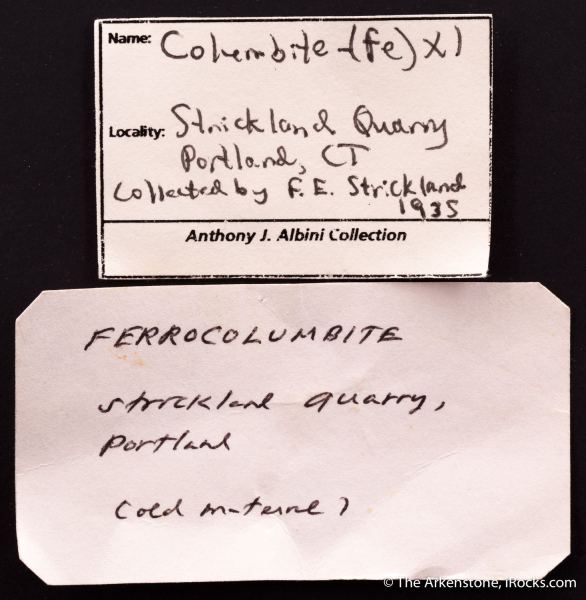 Name: Columbite-(Fe) Xl
Locality: Strickland Quarry
Portland, CT
Collected by F. E. Strickland
1935
Anthony J. Albini Collection
FERROCOLUMBITE
Strickland Quarry,
Portland
(old material)
© The Arkenstone, iRocks.com